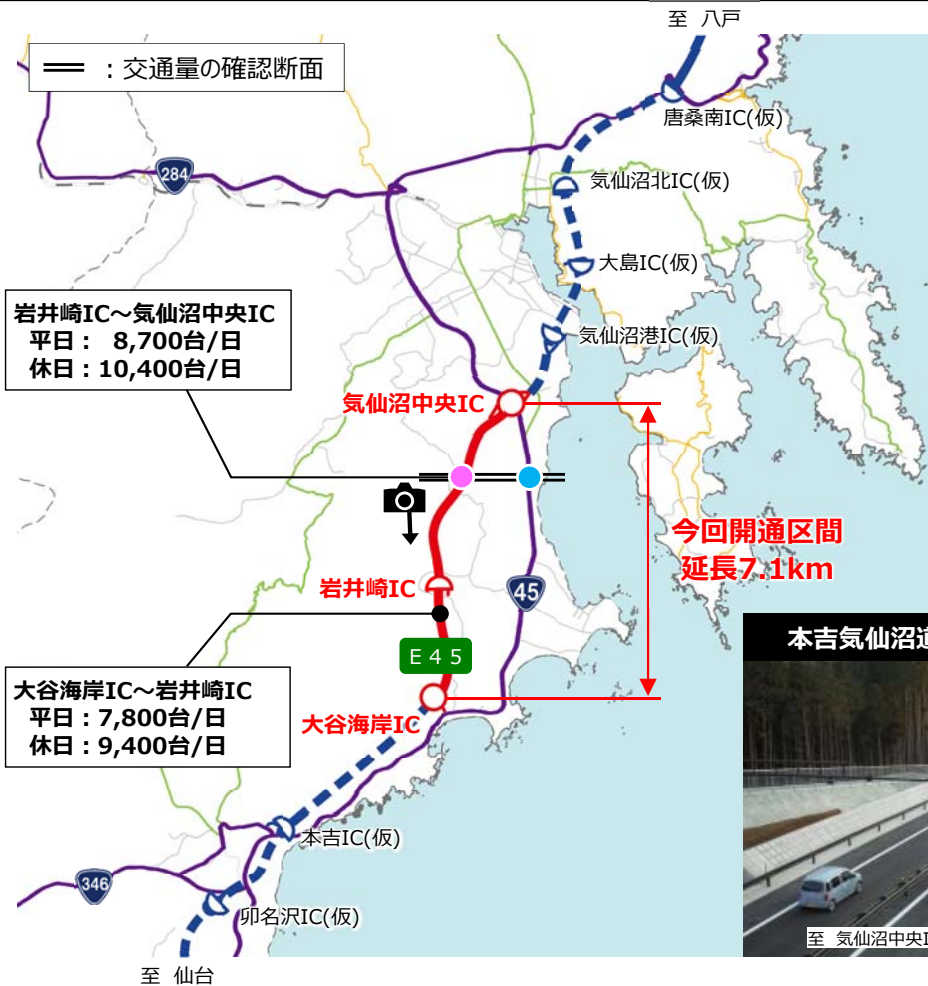 至 八戸
：交通量の確認断面
唐桑南IC(仮)
284
気仙沼北IC(仮)
大島IC(仮)
岩井崎IC～気仙沼中央IC
平日： 8,700台/日
休日：10,400台/日
気仙沼港IC(仮)
気仙沼中央IC
今回開通区間
延長7.1km
岩井崎IC
45
E45
大谷海岸IC～岩井崎IC
平日：7,800台/日
休日：9,400台/日
大谷海岸IC
本吉気仙沼道
本吉IC(仮)
346
卯名沢IC(仮)
至 気仙沼中央I
至 仙台